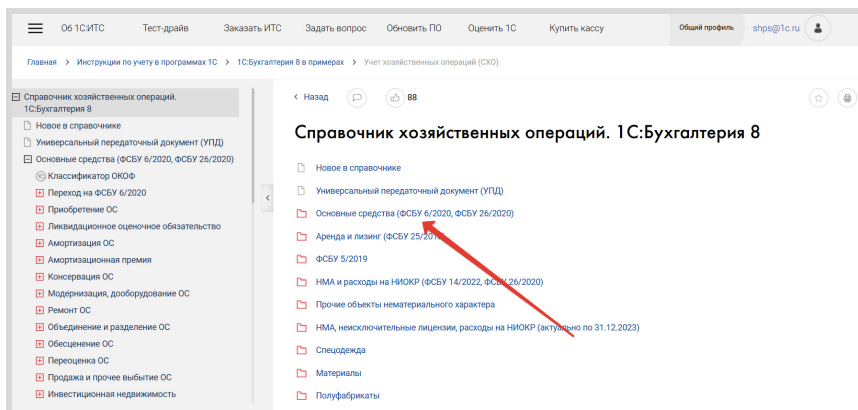 Об 1С:ИТС Тест-драйв Заказать ИТС Задать вопрос Обновить ПО Оценить 1С Купить кассу Общий профиль shps@1c.ru
Главная > Инструкции по учету в программах 1С > 1С:Бухгалтерия 8 в примерах > Учет хозяйственных операций (СХО)
Справочник хозяйственных операций.
1С:Бухгалтерия 8
Новое в справочнике
Универсальный передаточный документ (УПД)
Основные средства (ФСБУ 6/2020, ФСБУ 26/2020)
Классификатор ОКОФ
Переход на ФСБУ 6/2020
Приобретение ОС
Ликвидационное оценочное обязательство
Амортизация ОС
Амортизационная премия
Консервация ОС
Модернизация, дооборудование ОС
Ремонт ОС
Объединение и разделение ОС
Обесценение ОС
Переоценка ОС
Продажа и прочее выбытие ОС
Инвестиционная недвижимость
< Назад 88
Справочник хозяйственных операций. 1С:Бухгалтерия 8
Новое в справочнике
Универсальный передаточный документ (УПД)
Основные средства (ФСБУ 6/2020, ФСБУ 26/2020)
Аренда и лизинг (ФСБУ 25/2018)
ФСБУ 5/2019
НМА и расходы на НИОКР (ФСБУ 14/2022, ФСБУ 26/2020)
Прочие объекты нематериального характера
НМА, неисключительные лицензии, расходы на НИОКР (актуально по 31.12.2023)
Спецодежда
Материалы
Полуфабрикаты